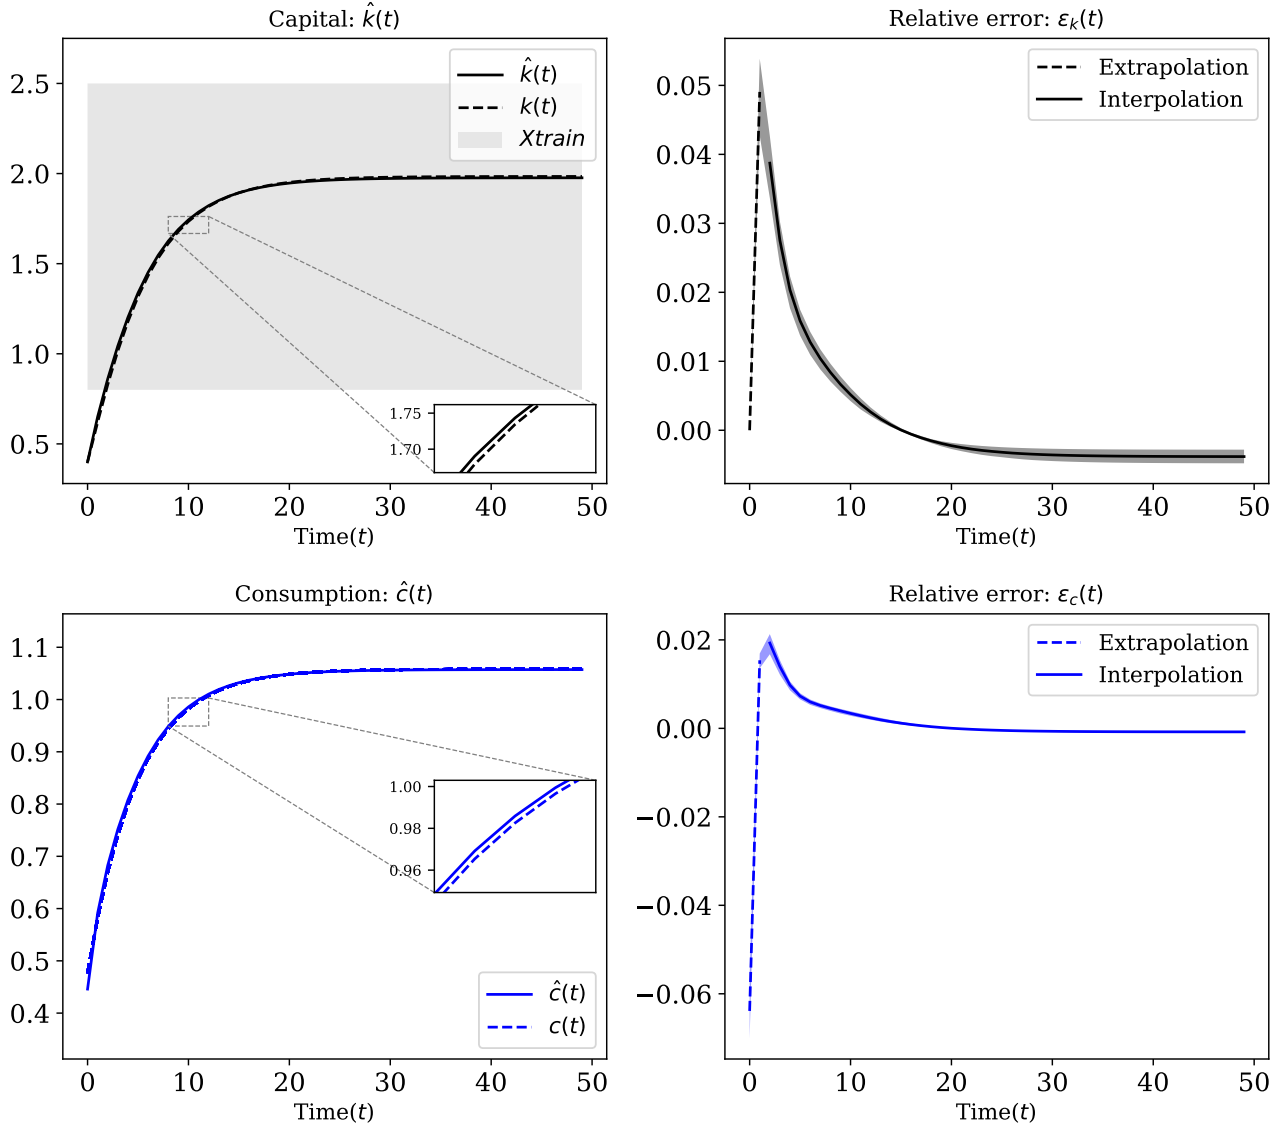 Capital: k̂(t)
2.5
2.0
1.5
1.0
0.5
k̂(t)
k(t)
Xtrain
1.75
1.70
0 10 20 30 40 50
Time(t)
Relative error: εk(t)
0.05
0.04
0.03
0.02
0.01
0.00
Extrapolation
Interpolation
0 10 20 30 40 50
Time(t)
Consumption: ĉ(t)
1.1
1.0
0.9
0.8
0.7
0.6
0.5
0.4
1.00
0.98
0.96
ĉ(t)
c(t)
0 10 20 30 40 50
Time(t)
Relative error: εc(t)
0.02
0.00
−0.02
−0.04
−0.06
Extrapolation
Interpolation
0 10 20 30 40 50
Time(t)